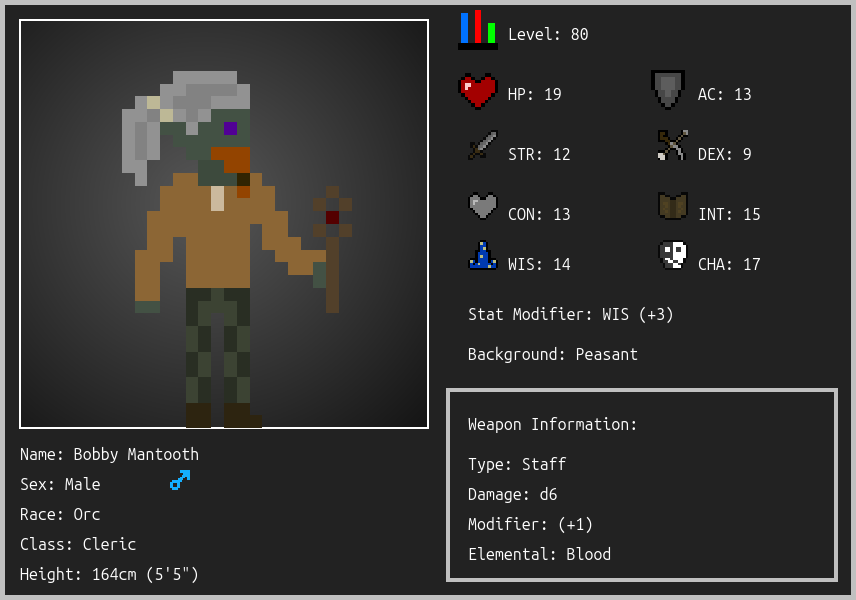 Level: 80
HP: 19
AC: 13
STR: 12
DEX: 9
CON: 13
INT: 15
WIS: 14
CHA: 17
Stat Modifier: WIS (+3)
Background: Peasant
Weapon Information:
Type: Staff
Damage: d6
Modifier: (+1)
Elemental: Blood
Name: Bobby Mantooth
Sex: Male
Race: Orc
Class: Cleric
Height: 164cm (5'5")